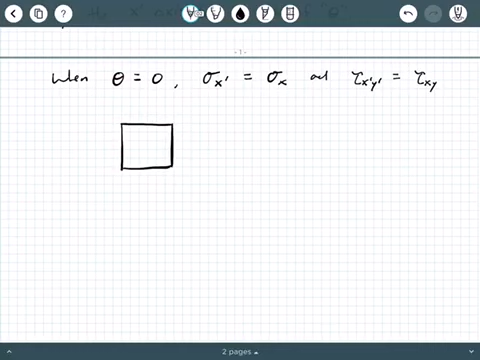 - 1 -
when θ = 0 , σx' = σx and τx'y' = τxy
2 pages